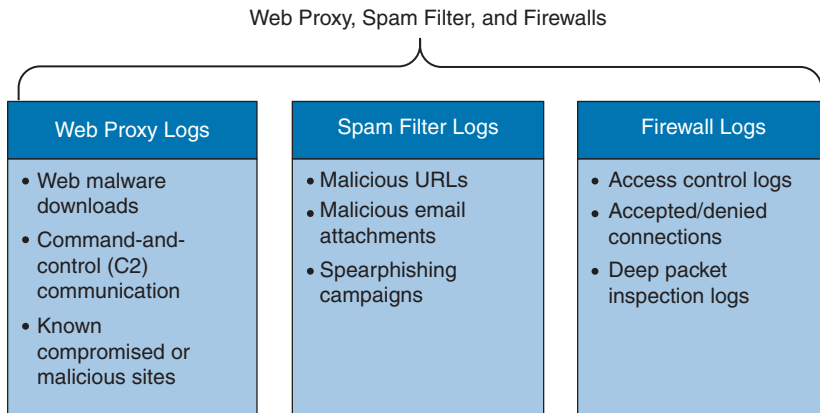 Web Proxy, Spam Filter, and Firewalls
Web Proxy Logs
• Web malware
downloads
• Command-and-
control (C2)
communication
• Known
compromised or
malicious sites
Spam Filter Logs
• Malicious URLs
• Malicious email
attachments
• Spearphishing
campaigns
Firewall Logs
• Access control logs
• Accepted/denied
connections
• Deep packet
inspection logs